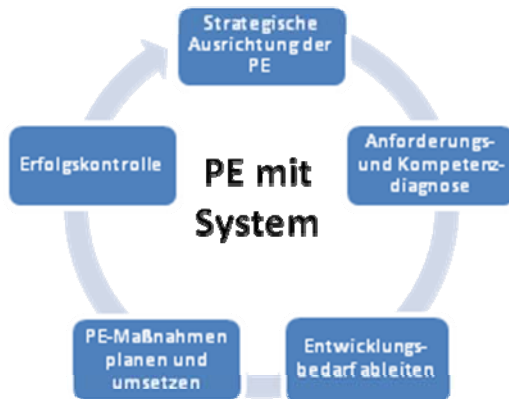 Strategische
Ausrichtung der
PE
Anforderungs-
und Kompetenz-
diagnose
Entwicklungs-
bedarf ableiten
PE-Maßnahmen
planen und
umsetzen
Erfolgskontrolle
PE mit
System